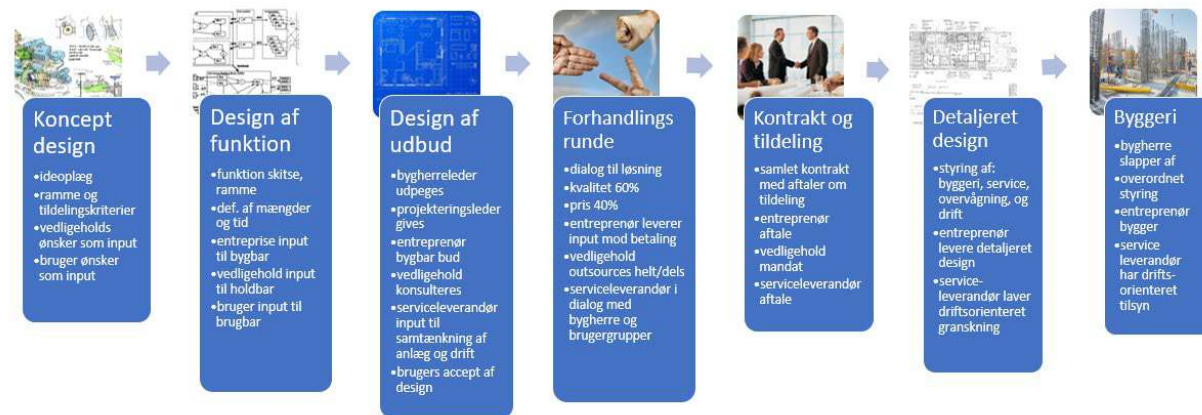 Koncept
design
•ideoplæg
•ramme og
tildelingskriterier
•vedligeholds
ønsker som input
•bruger ønsker
som input
Design af
funktion
•funktion skitse,
ramme
•def. af mængder
og tid
•entreprise input
til bygbar
•vedligehold input
til holdbar
•bruger input til
brugbar
Design af
udbud
•bygherreleder
udpeges
•projekteringsleder
gives
•entreprenør
bygbar bud
•vedligehold
konsulteres
•serviceleverandør
input til
samtænkning af
anlæg og drift
•brugers accept af
design
Forhandlings
runde
•dialog til løsning
•kvalitet 60%
•pris 40%
•entreprenør leverer
input mod betaling
•vedligehold
outsources helt/dels
•serviceleverandør i
dialog med
bygherre og
brugergrupper
Kontrakt og
tildeling
•samlet kontrakt
med aftaler om
tildeling
•entreprenør
aftale
•vedligehold
mandat
•serviceleverandør
aftale
Detaljeret
design
•styring af:
byggeri, service,
overvågning, og
drift
•entreprenør
levere detaljeret
design
•service-
leverandør laver
driftsorienteret
granskning
Byggeri
•bygherre
slapper af
•overordnet
styring
•entreprenør
bygger
•service
leverandør
har drifts-
orienteret
tilsyn